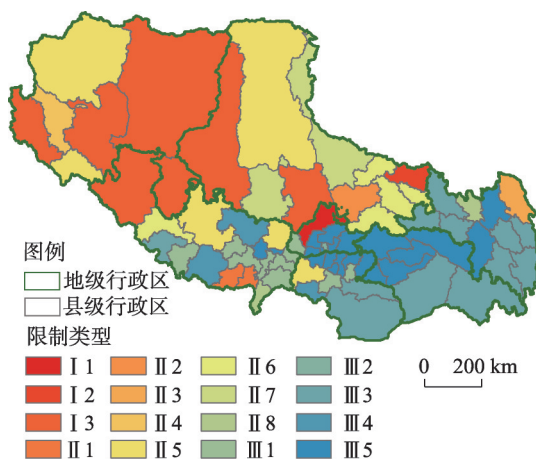 图例
地级行政区
县级行政区
限制类型
Ⅰ1 Ⅱ2 Ⅱ6 Ⅲ2
Ⅰ2 Ⅱ3 Ⅱ7 Ⅲ3
Ⅰ3 Ⅱ4 Ⅱ8 Ⅲ4
Ⅱ1 Ⅱ5 Ⅲ1 Ⅲ5
0 200 km